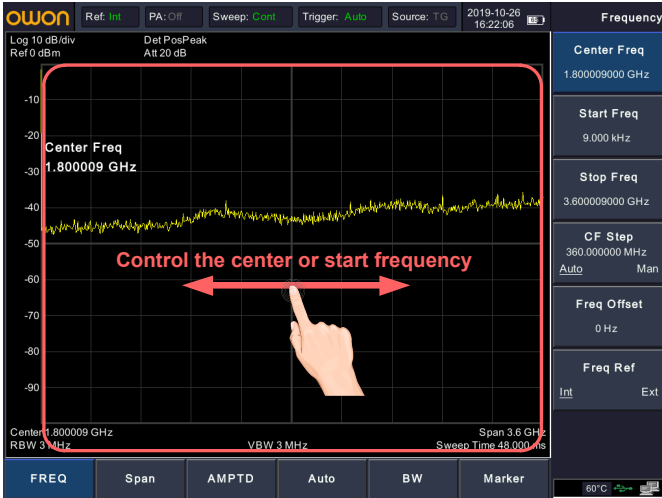 OWON Ref: Int PA: Off Sweep: Cont Trigger: Auto Source: TG 2019-10-26
16:22:06
Frequency
Log 10 dB/div Det PosPeak
Ref 0 dBm Att 20 dB
-10
-20
-30
-40
-50
-60
-70
-80
-90
Center Freq
1.800009 GHz
Control the center or start frequency
Center 1.800009 GHz Span 3.6 GHz
RBW 3 MHz VBW 3 MHz Sweep Time 48.000 ms
Center Freq
1.800009000 GHz
Start Freq
9.000 kHz
Stop Freq
3.600009000 GHz
CF Step
360.000000 MHz
Auto Man
Freq Offset
0 Hz
Freq Ref
Int Ext
FREQ Span AMPTD Auto BW Marker
60°C